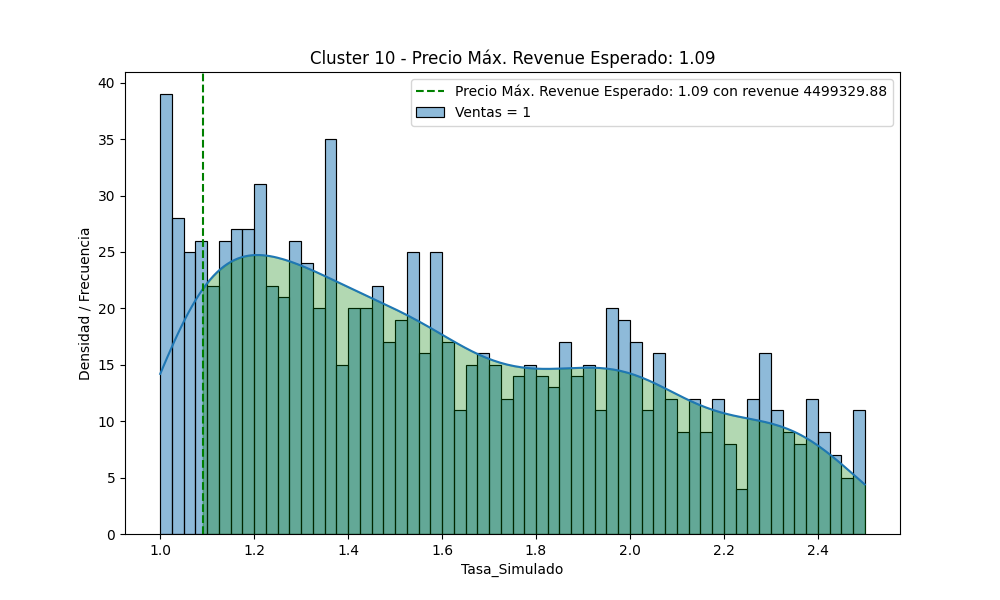 Cluster 10 - Precio Máx. Revenue Esperado: 1.09
Precio Máx. Revenue Esperado: 1.09 con revenue 4499329.88
Ventas = 1
Densidad / Frecuencia
40
35
30
25
20
15
10
5
0
1.0 1.2 1.4 1.6 1.8 2.0 2.2 2.4
Tasa_Simulado